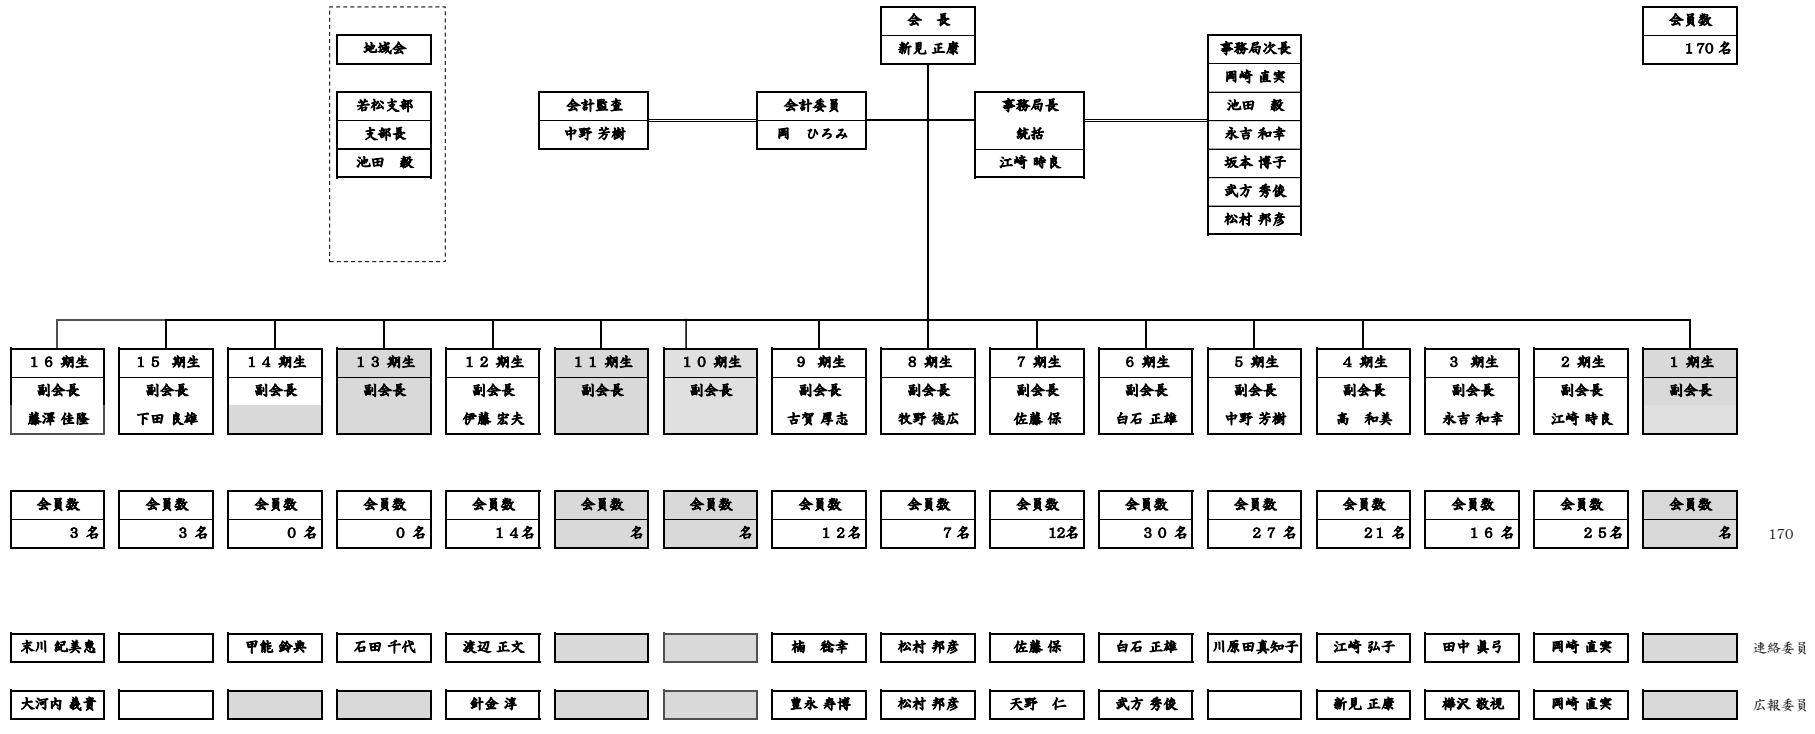 会　長
新見 正康
会員数
170 名
地域会
若松支部
支部長
池田　毅
会計監査
中野 芳樹
会計委員
岡　ひろみ
事務局長
統括
江崎 時良
事務局次長
岡崎 直実
池田　毅
永吉 和幸
坂本 博子
武方 秀俊
松村 邦彦
１６ 期生 １５ 期生 １４ 期生 １３ 期生 １２ 期生 １１ 期生 １０ 期生 ９ 期生 ８ 期生 ７ 期生 ６ 期生 ５ 期生 ４ 期生 ３ 期生 ２ 期生 １ 期生
副会長 副会長 副会長 副会長 副会長 副会長 副会長 副会長 副会長 副会長 副会長 副会長 副会長 副会長 副会長 副会長
藤澤 佳隆 下田 良雄 伊藤 宏夫 古賀 厚志 牧野 徳広 佐藤 保 白石 正雄 中野 芳樹 高　和美 永吉 和幸 江崎 時良
会員数 会員数 会員数 会員数 会員数 会員数 会員数 会員数 会員数 会員数 会員数 会員数 会員数 会員数 会員数 会員数
３ 名 ３ 名 ０ 名 ０ 名 １４名 名 名 １２名 ７ 名 12名 ３０ 名 ２７ 名 21 名 １６ 名 ２５名 名 170
末川 紀美恵 甲能 鈴典 石田 千代 渡辺 正文 楠　稔幸 松村 邦彦 佐藤 保 白石 正雄 川原田真知子 江崎 弘子 田中 眞弓 岡崎 直実 連絡委員
大河内 義貴 針金 淳 豊永 寿博 松村 邦彦 天野　仁 武方 秀俊 新見 正康 樺沢 敬視 岡崎 直実 広報委員